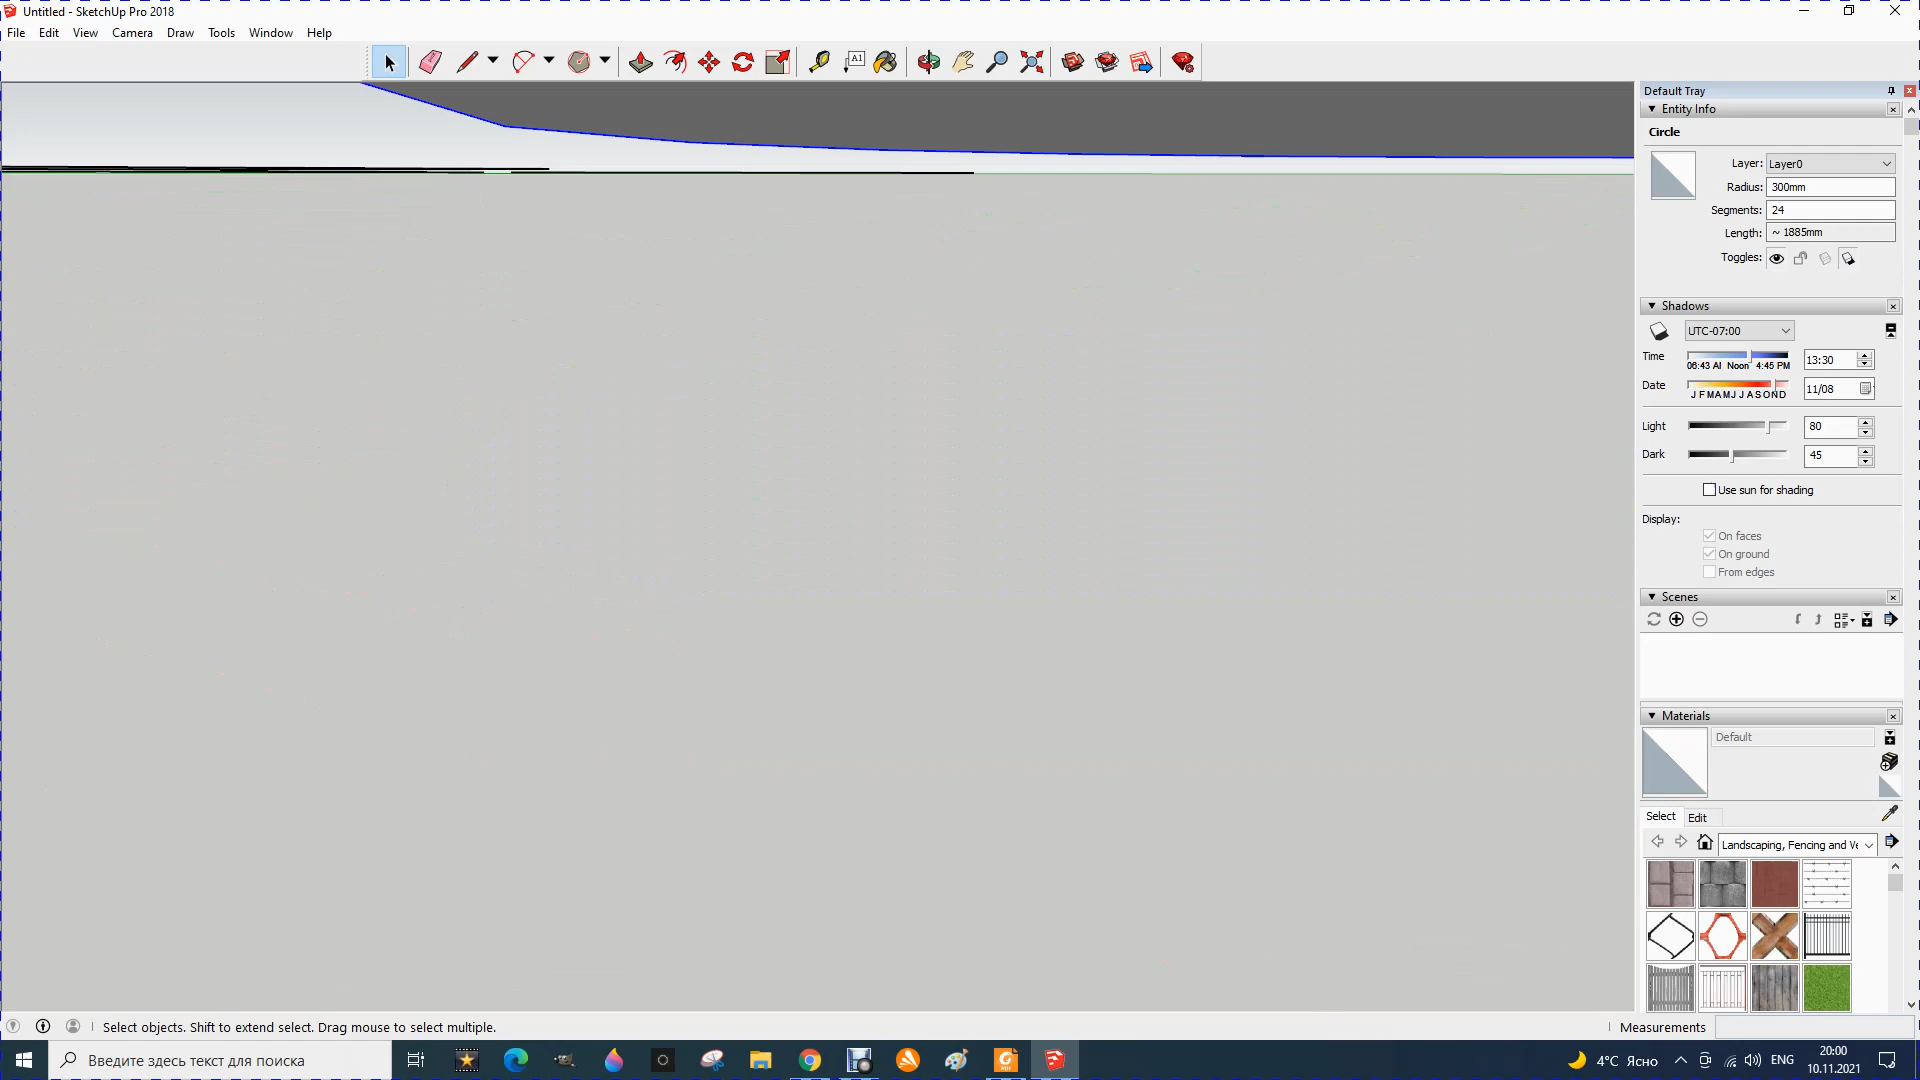 Untitled - SketchUp Pro 2018
File Edit View Camera Draw Tools Window Help
A1
Default Tray
Entity Info
Circle
Layer: Layer0
Radius: 300mm
Segments: 24
Length: ~ 1885mm
Toggles:
Shadows
UTC-07:00
Time 13:30
06:43 AI Noon 4:45 PM
Date 11/08
J F M A M J J A S O N D
Light 80
Dark 45
Use sun for shading
Display:
On faces
On ground
From edges
Scenes
Materials
Default
Select Edit
Landscaping, Fencing and Ve
Select objects. Shift to extend select. Drag mouse to select multiple.
Measurements
Введите здесь текст для поиска
4°C Ясно
ENG
20:00
10.11.2021